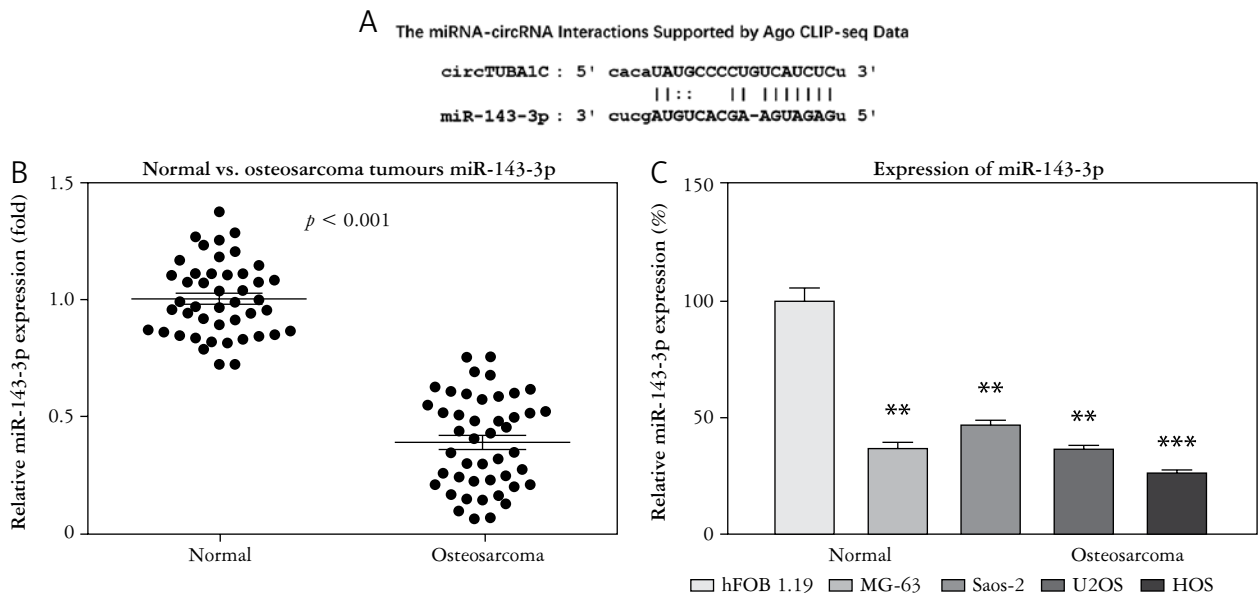 A The miRNA-circRNA Interactions Supported by Ago CLIP-seq Data
circTUBA1C : 5' cacaUAUGCCCCUGUCAUCUCu 3'
||:: || |||||||
miR-143-3p : 3' cucgAUGUCACGA-AGUAGAGu 5'
B Normal vs. osteosarcoma tumours miR-143-3p
Relative miR-143-3p expression (fold)
1.5
1.0
0.5
0
p < 0.001
Normal Osteosarcoma
C Expression of miR-143-3p
Relative miR-143-3p expression (%)
150
100
50
0
** ** ** ***
Normal Osteosarcoma
hFOB 1.19 MG-63 Saos-2 U2OS HOS